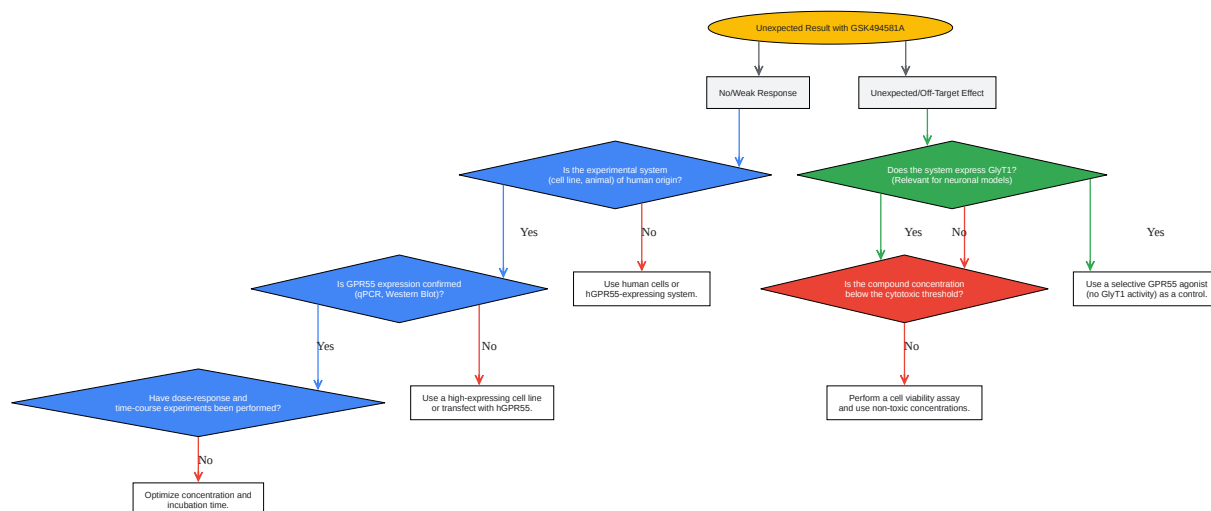 Unexpected Result with GSK494581A
No/Weak Response
Unexpected/Off-Target Effect
Is the experimental system
(cell line, animal) of human origin?
Does the system express GlyT1?
(Relevant for neuronal models)
Yes
No
Yes
No
Yes
Is GPR55 expression confirmed
(qPCR, Western Blot)?
Use human cells or
hGPR55-expressing system.
Is the compound concentration
below the cytotoxic threshold?
Use a selective GPR55 agonist
(no GlyT1 activity) as a control.
Yes
No
No
Have dose-response and
time-course experiments been performed?
Use a high-expressing cell line
or transfect with hGPR55.
Perform a cell viability assay
and use non-toxic concentrations.
No
Optimize concentration and
incubation time.